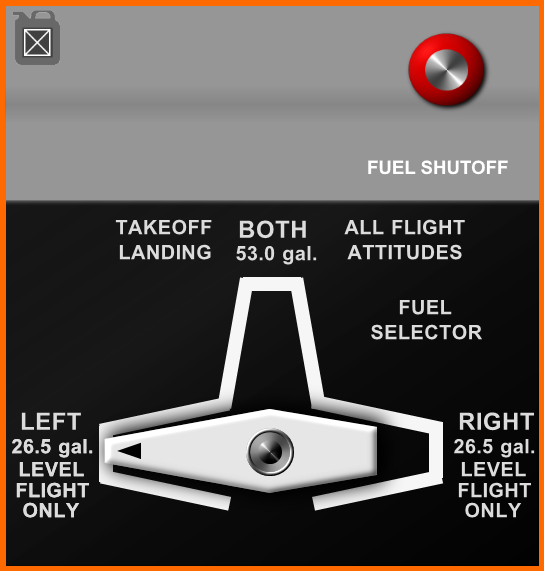 FUEL SHUTOFF
TAKEOFF
LANDING
BOTH
53.0 gal.
ALL FLIGHT
ATTITUDES
FUEL
SELECTOR
LEFT
26.5 gal.
LEVEL
FLIGHT
ONLY
RIGHT
26.5 gal.
LEVEL
FLIGHT
ONLY